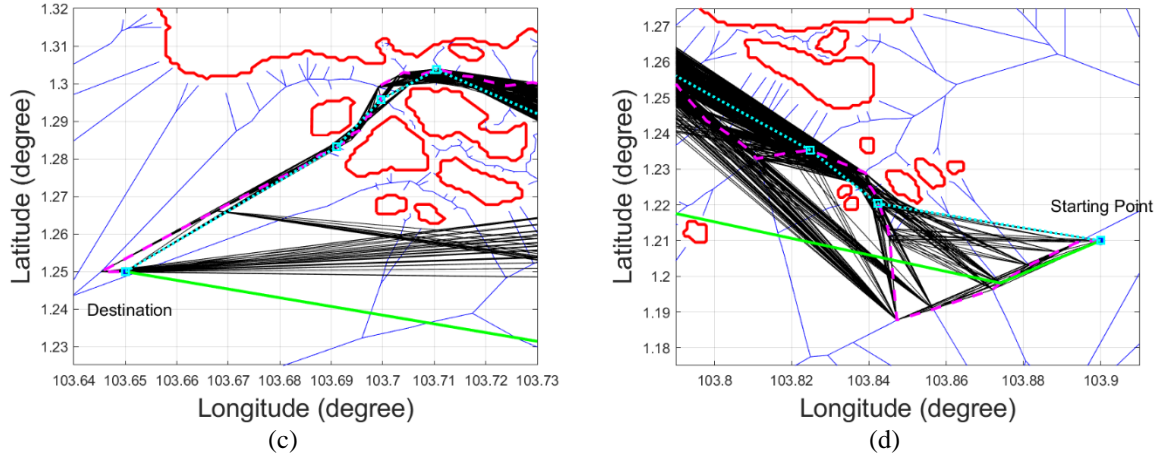 1.32
1.31
1.3
1.29
1.28
1.27
1.26
1.25
1.24
1.23
Latitude (degree)
Destination
103.64 103.65 103.66 103.67 103.68 103.69 103.7 103.71 103.72 103.73
Longitude (degree)
(c)
1.27
1.26
1.25
1.24
1.23
1.22
1.21
1.2
1.19
1.18
Latitude (degree)
Starting Point
103.8 103.82 103.84 103.86 103.88 103.9
Longitude (degree)
(d)